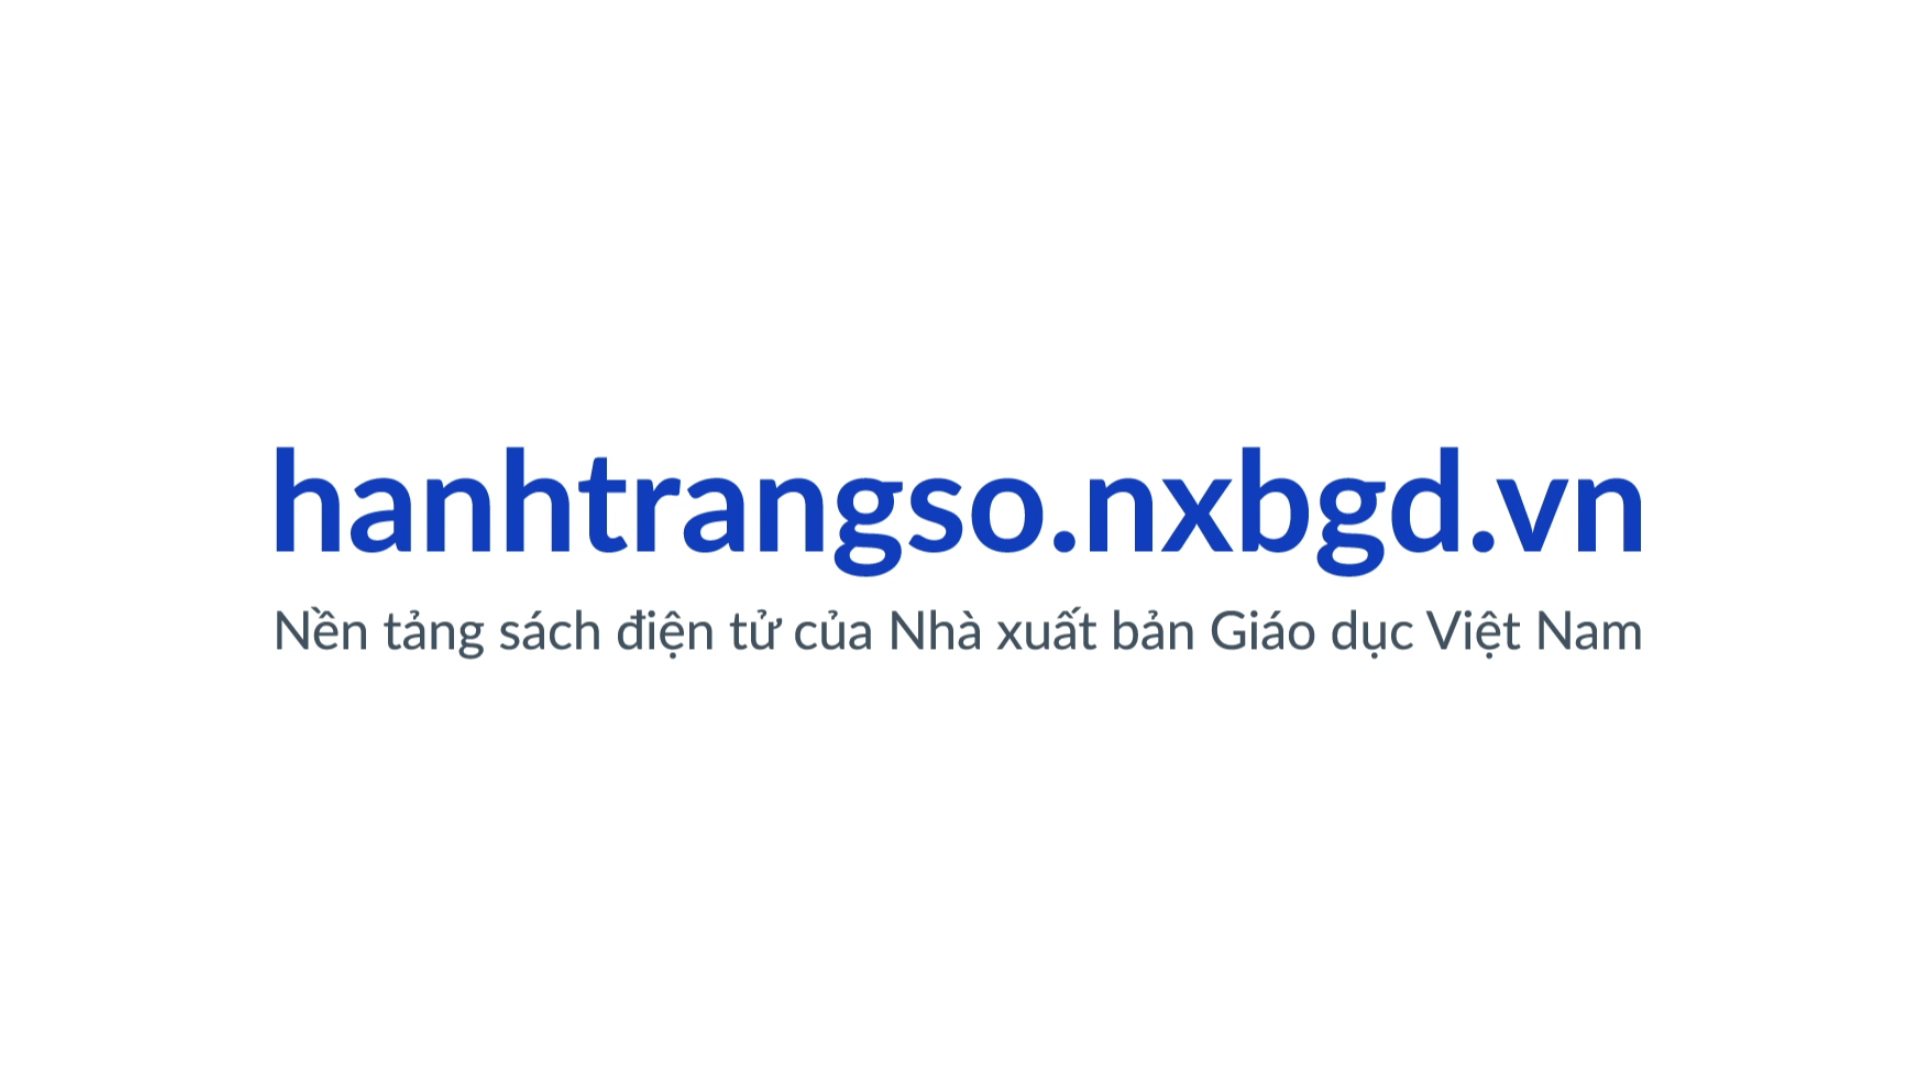 hanhtrangso.nxbgd.vn
Nền tảng sách điện tử của Nhà xuất bản Giáo dục Việt Nam